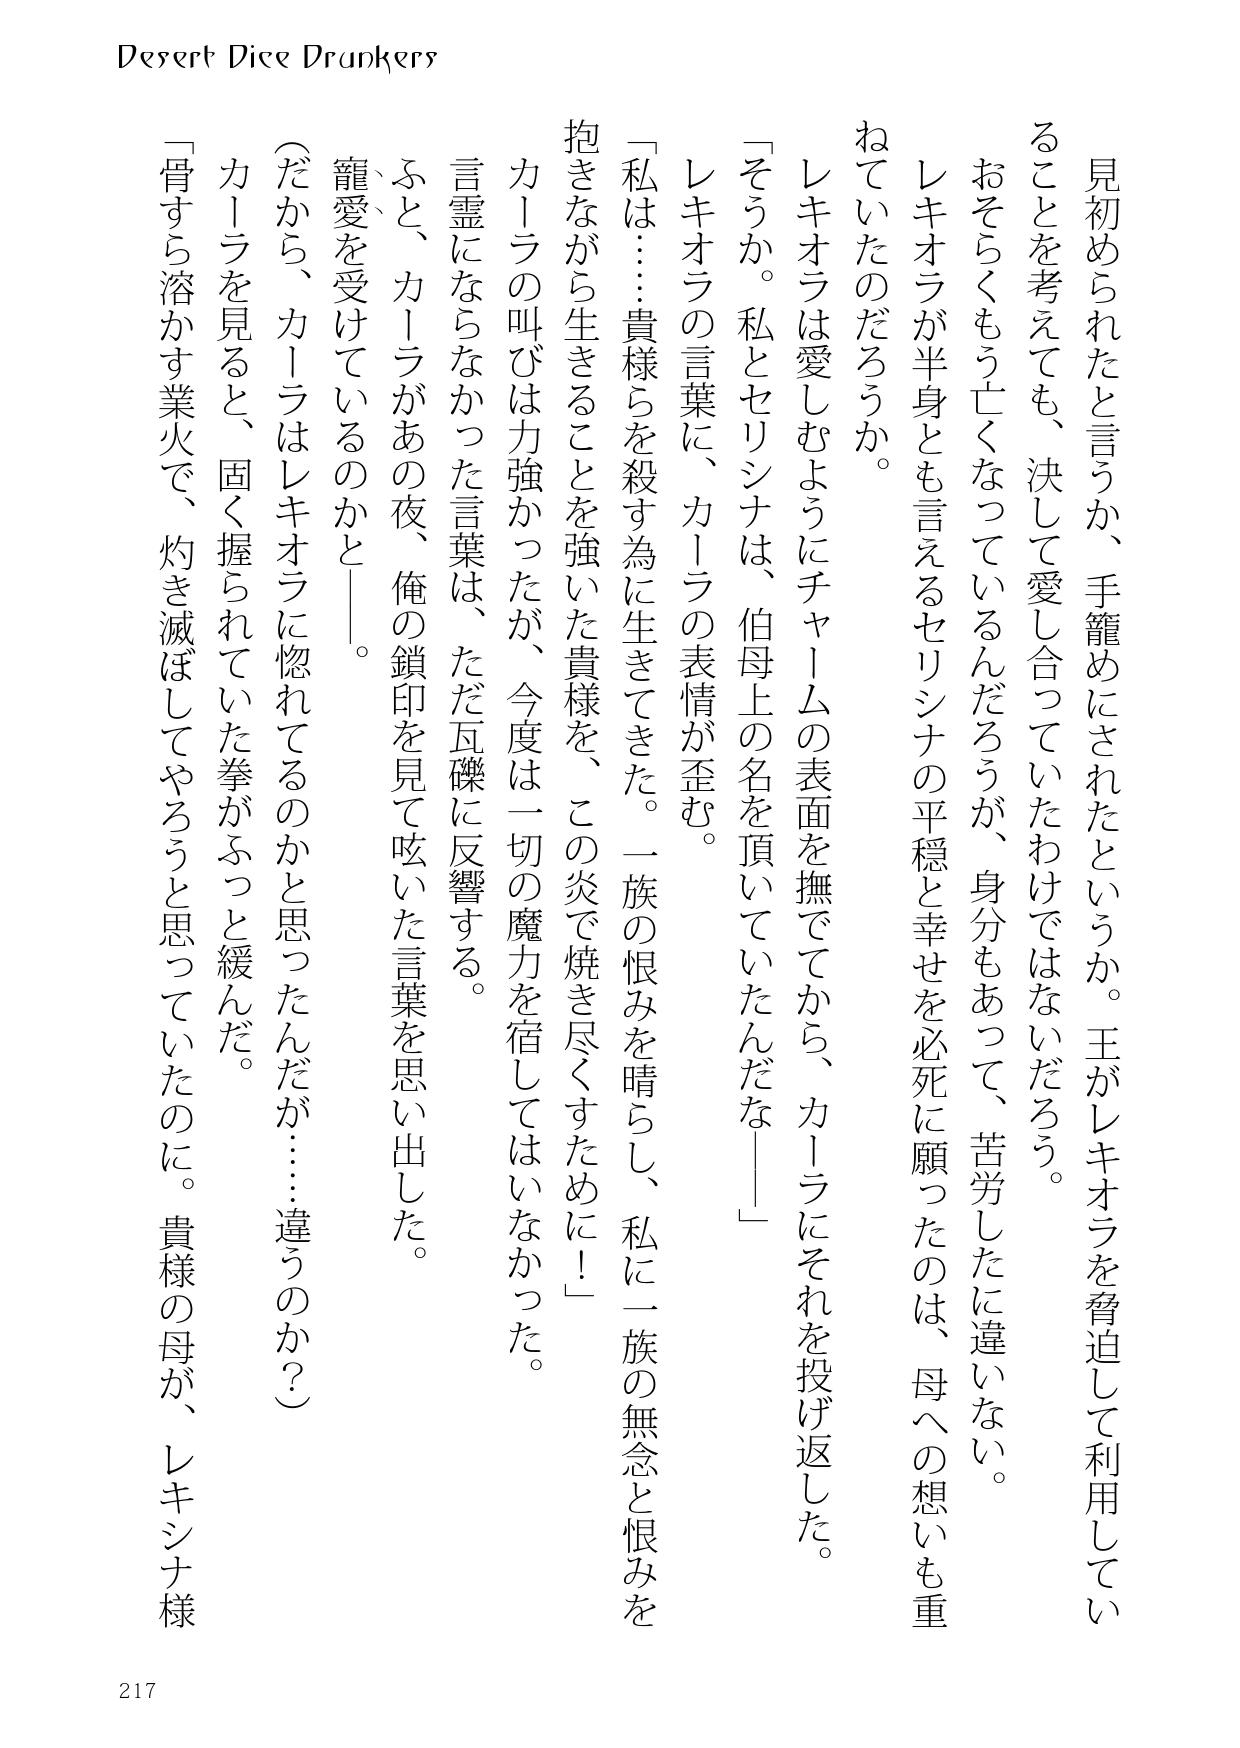 Desert Dice Drunkers
見初められたと言うか、手籠めにされたというか。王がレキオラを脅迫して利用してい
ることを考えても、決して愛し合っていたわけではないだろう。
おそらくもう亡くなっているんだろうが、身分もあって、苦労したに違いない。
レキオラが半身とも言えるセリシナの平穏と幸せを必死に願ったのは、母への想いも重
ねていたのだろうか。
レキオラは愛しむようにチャームの表面を撫でてから、カーラにそれを投げ返した。
「そうか。私とセリシナは、伯母上の名を頂いていたんだな――」
レキオラの言葉に、カーラの表情が歪む。
「私は……貴様らを殺す為に生きてきた。一族の恨みを晴らし、私に一族の無念と恨みを
抱きながら生きることを強いた貴様を、この炎で焼き尽くすために！」
カーラの叫びは力強かったが、今度は一切の魔力を宿してはいなかった。
言霊にならなかった言葉は、ただ瓦礫に反響する。
ふと、カーラがあの夜、俺の鎖印を見て呟いた言葉を思い出した。
寵愛を受けているのかと――。
（だから、カーラはレキオラに惚れてるのかと思ったんだが……違うのか？）
カーラを見ると、固く握られていた拳がふっと緩んだ。
「骨すら溶かす業火で、灼き滅ぼしてやろうと思っていたのに。貴様の母が、レキシナ様
217